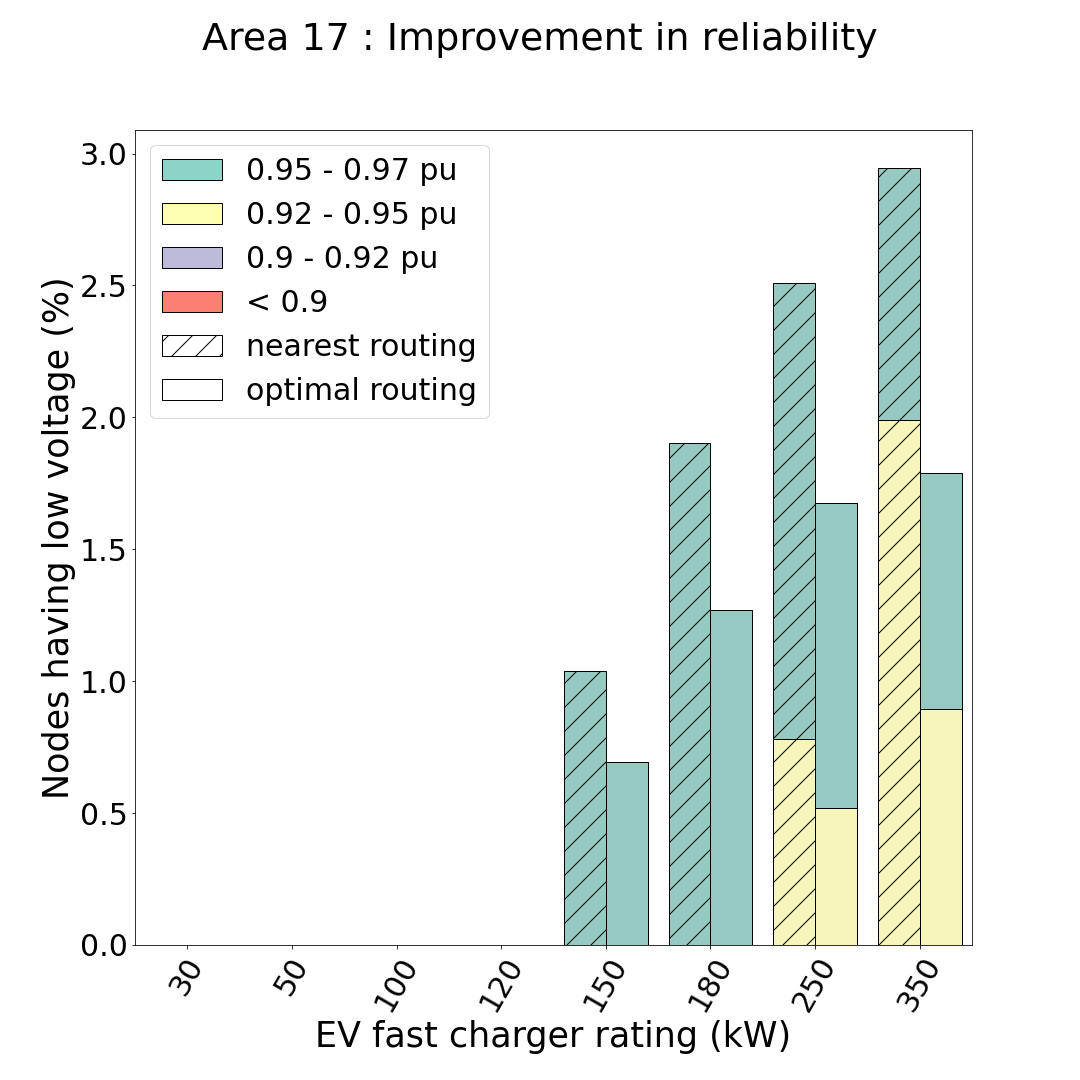 Area 17 : Improvement in reliability
3.0
2.5
2.0
1.5
1.0
0.5
0.0
Nodes having low voltage (%)
0.95 - 0.97 pu
0.92 - 0.95 pu
0.9 - 0.92 pu
< 0.9
nearest routing
optimal routing
30 50 100 120 150 180 250 350
EV fast charger rating (kW)